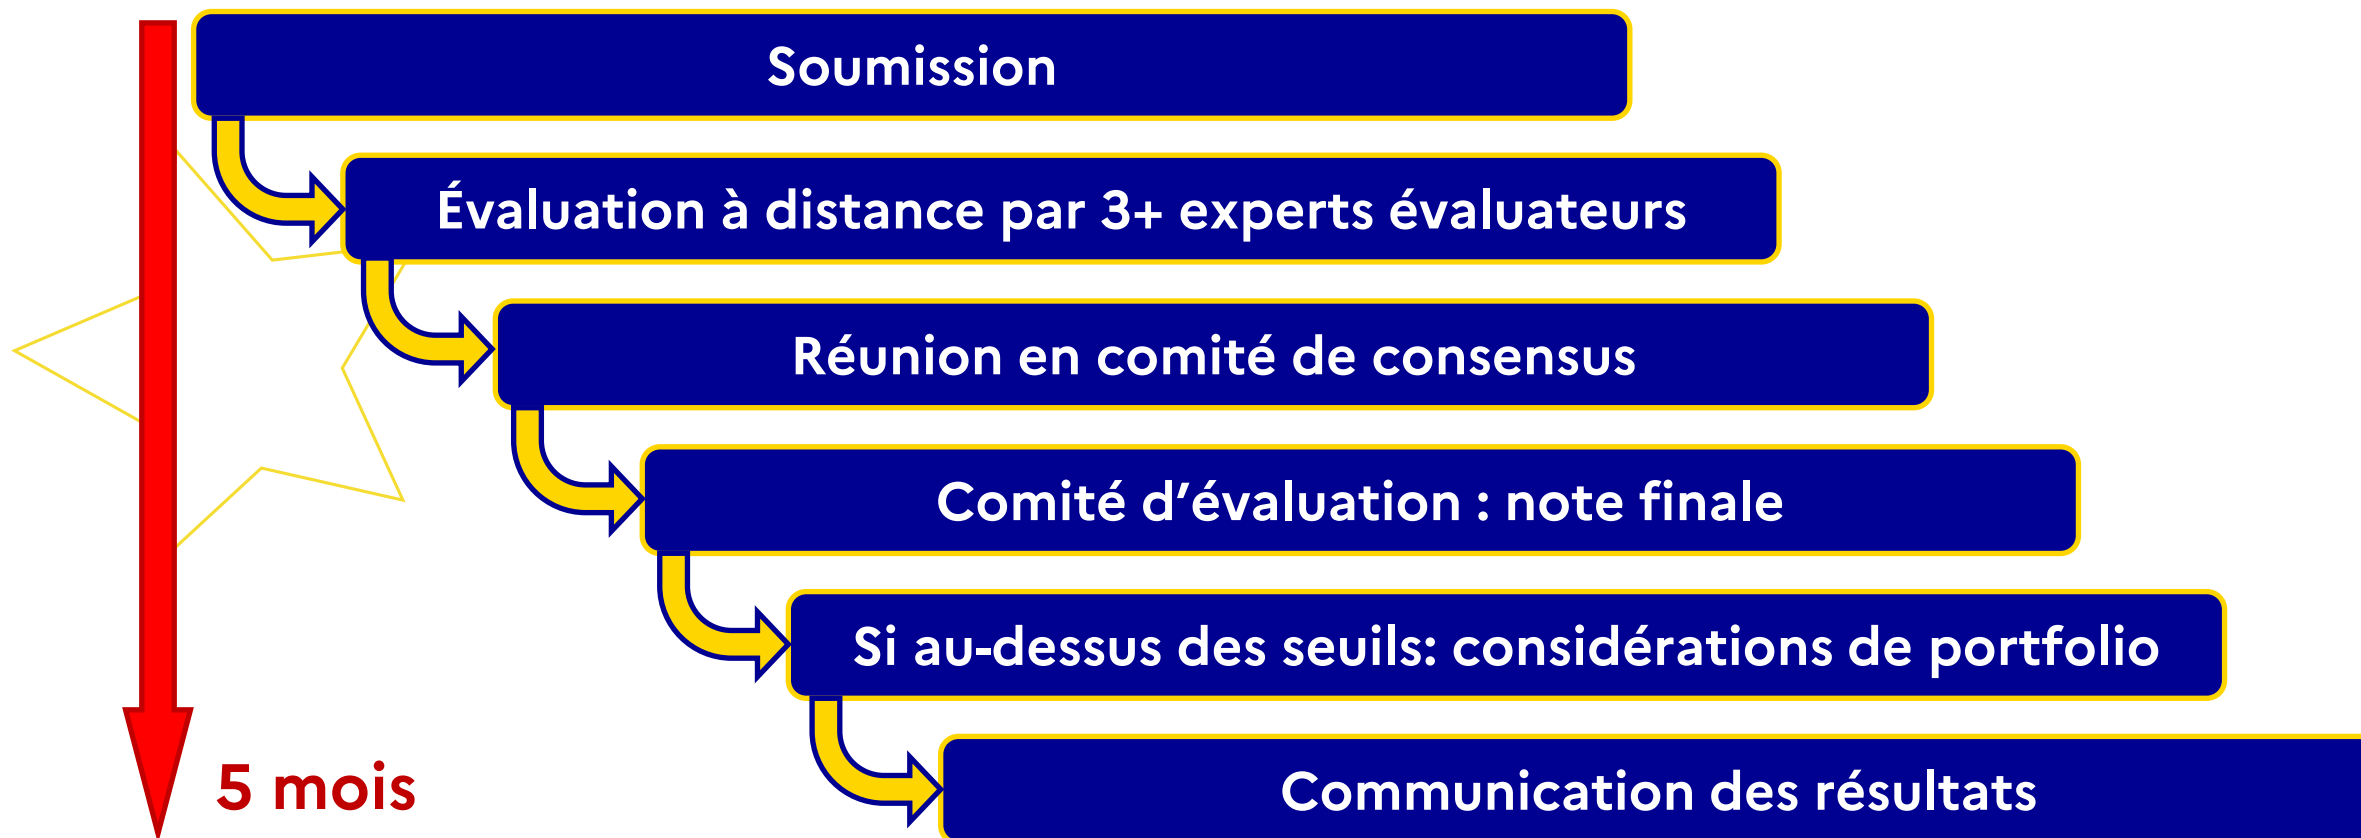 Soumission
Évaluation à distance par 3+ experts évaluateurs
Réunion en comité de consensus
Comité d’évaluation : note finale
Si au-dessus des seuils: considérations de portfolio
5 mois
Communication des résultats